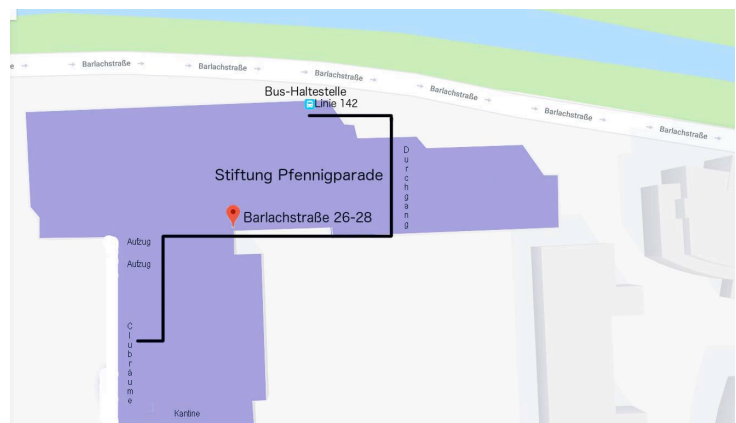 e
Barlachstraße
Barlachstraße
Barlachstraße
Barlachstraße
Barlachstraße
Barlachstraße
Bus-Haltestelle
Linie 142
Durchgang
Stiftung Pfennigparade
Barlachstraße 26-28
Aufzug
Aufzug
Clubräume
Kantine